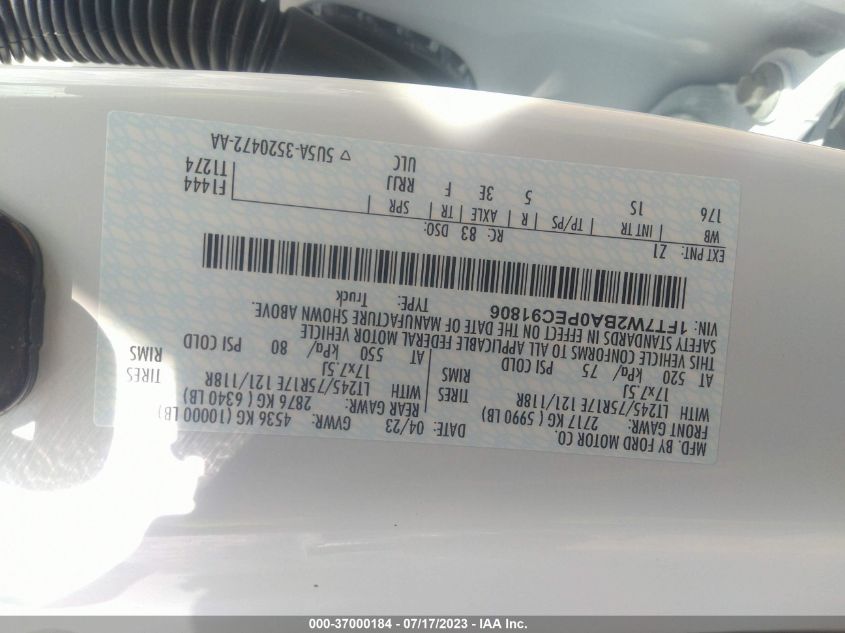 MFD. BY FORD MOTOR CO.
DATE: 04/23 GVWR: 4536 KG (10000 LB)
FRONT GAWR: 2717 KG ( 5990 LB) REAR GAWR: 2876 KG ( 6340 LB)
WITH LT245/75R17E 121/118R TIRES WITH LT245/75R17E 121/118R TIRES
17x7.5J RIMS 17x7.5J RIMS
AT 520 kPa/ 75 PSI COLD AT 550 kPa/ 80 PSI COLD
THIS VEHICLE CONFORMS TO ALL APPLICABLE FEDERAL MOTOR VEHICLE
SAFETY STANDARDS IN EFFECT ON THE DATE OF MANUFACTURE SHOWN ABOVE.
VIN: 1FT7W2BA0PEC91806 TYPE: Truck
EXT PNT: Z1 RC: 83 DSO:
WB | INT TR | TP/PS | R | AXLE | TR | SPR F1444
176 1S 5 3E F RRJJ T1274
ULC ▽ 5U5A-3520472-AA
000-37000184 - 07/17/2023 - IAA Inc.